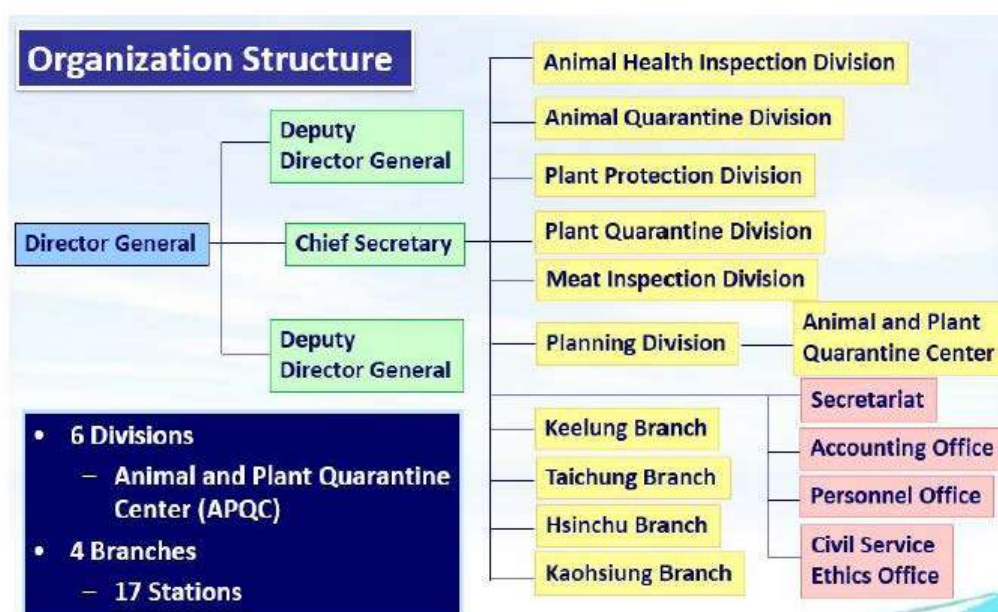 Organization Structure
Deputy
Director General
Director General
Chief Secretary
Deputy
Director General
Animal Health Inspection Division
Animal Quarantine Division
Plant Protection Division
Plant Quarantine Division
Meat Inspection Division
Planning Division
Animal and Plant
Quarantine Center
Secretariat
Accounting Office
Personnel Office
Civil Service
Ethics Office
Keelung Branch
Taichung Branch
Hsinchu Branch
Kaohsiung Branch
• 6 Divisions
– Animal and Plant Quarantine
Center (APQC)
• 4 Branches
– 17 Stations